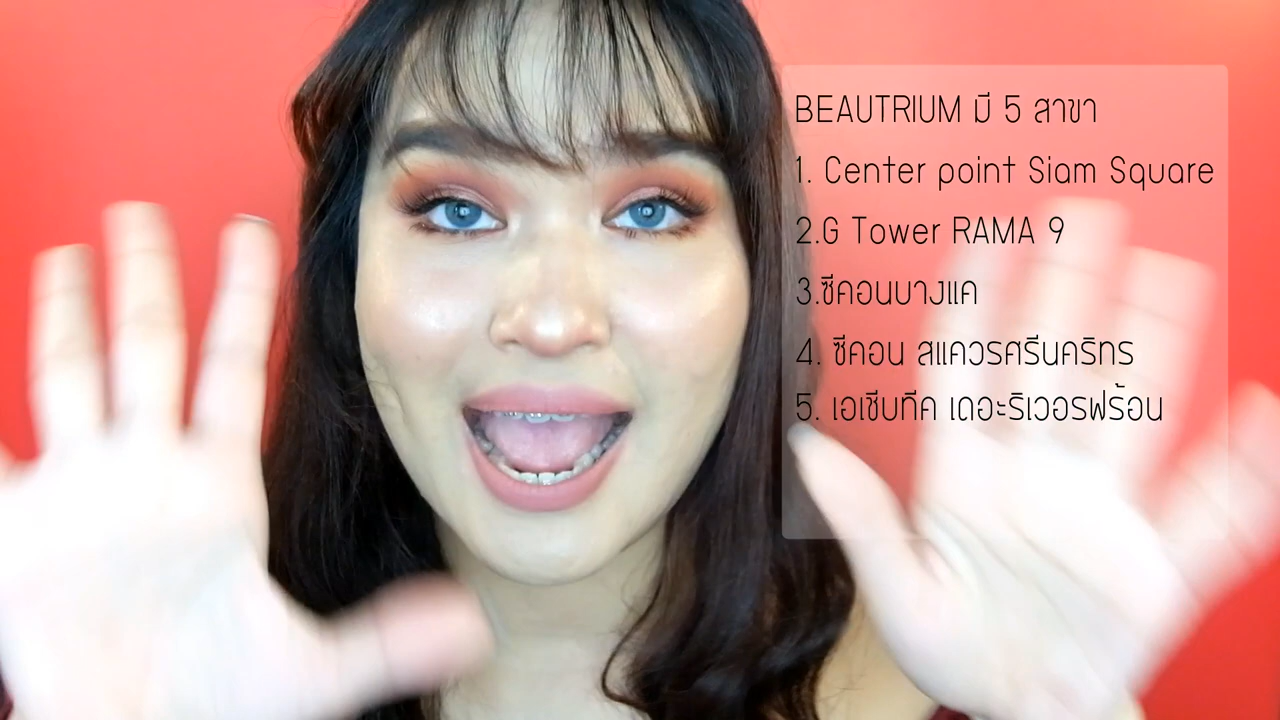 BEAUTRIUM มี 5 สาขา
1. Center point Siam Square
2.G Tower RAMA 9
3.ซีคอนบางแค
4. ซีคอน สแควรศรีนคริทร
5. เอเชีบทีค เดอะริเวอรฟร้อน